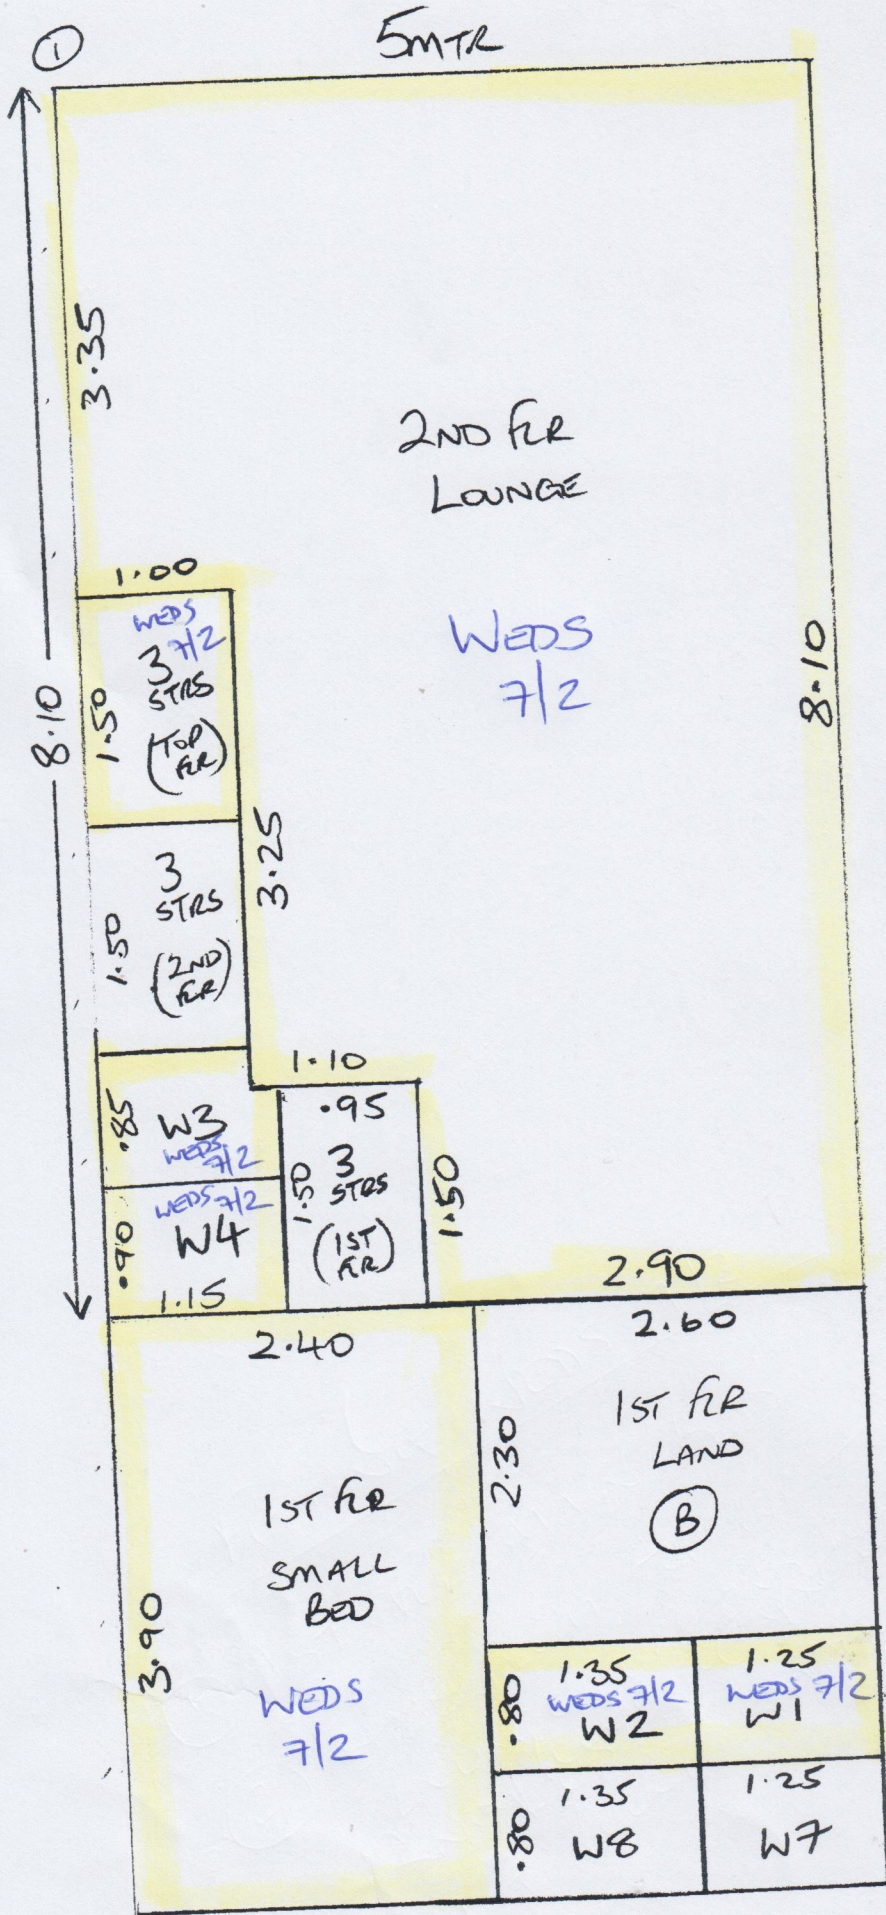 1
5MTR
3.35
2ND FLR
LOUNGE
WEDS
7/2
1.00
WEDS
7/2
3
STRS
(TOP
FLR)
1.50
8.10
8.10
3
STRS
(2ND
FLR)
1.50
3.25
1.10
.85
W3
WEDS
7/2
.95
3
STRS
(1ST
FLR)
1.50
1.50
WEDS 7/2
W4
.90
1.15
2.90
2.40
2.60
1ST FLR
LAND
B
2.30
1ST FLR
SMALL
BED
3.90
WEDS
7/2
1.35
WEDS 7/2
W2
.80
1.25
WEDS 7/2
W1
1.35
W8
.80
1.25
W7